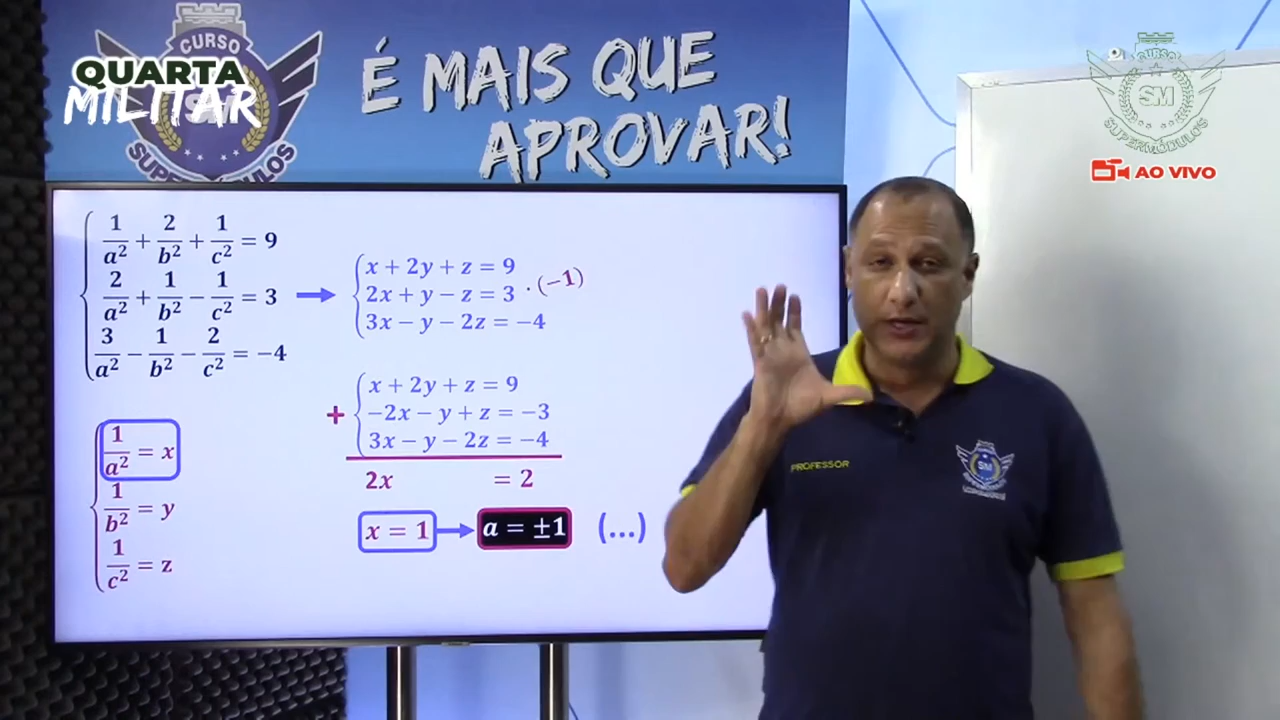 CURSO
SM
SUPERMÓDULOS
QUARTA
MILITAR
É MAIS QUE
APROVAR!
CURSO
SM
SUPERMÓDULOS
AO VIVO
1/a² + 2/b² + 1/c² = 9
2/a² + 1/b² − 1/c² = 3
3/a² − 1/b² − 2/c² = −4
x + 2y + z = 9
2x + y − z = 3 · (−1)
3x − y − 2z = −4
x + 2y + z = 9
+ −2x − y + z = −3
3x − y − 2z = −4
2x = 2
x = 1 → a = ±1 (...)
1/a² = x
1/b² = y
1/c² = z
PROFESSOR
SM